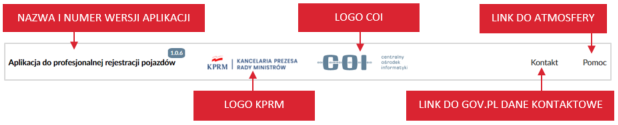 NAZWA I NUMER WERSJI APLIKACJI
LOGO COI
LINK DO ATMOSFERY
Aplikacja do profesjonalnej rejestracji pojazdów
1.0.6
KPRM
KANCELARIA PREZESA
RADY MINISTRÓW
COI
centralny
ośrodek
informatyki
Kontakt
Pomoc
LOGO KPRM
LINK DO GOV.PL DANE KONTAKTOWE